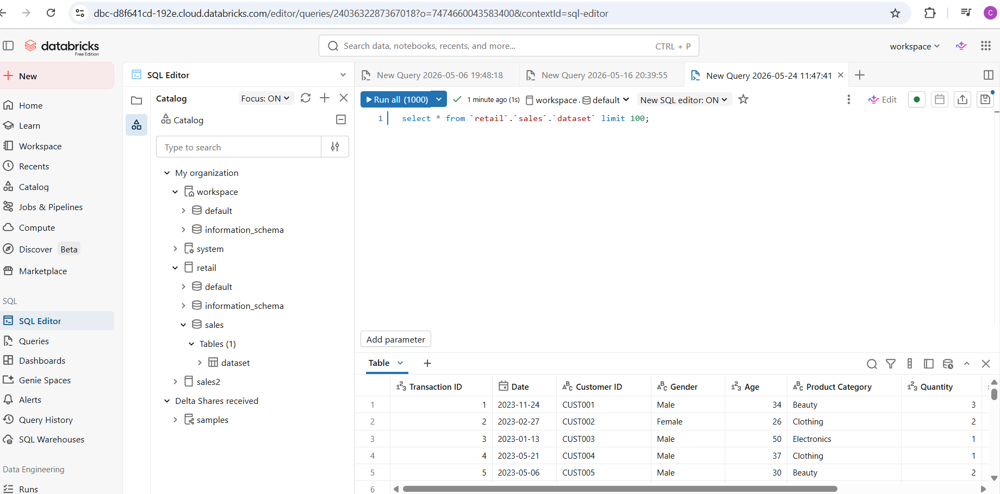 dbc-d8f641cd-192e.cloud.databricks.com/editor/queries/2403632287367018?o=7474660043583400&contextId=sql-editor
C
databricks
Free Edition
Search data, notebooks, recents, and more...
CTRL + P
workspace
New
Home
Learn
Workspace
Recents
Catalog
Jobs & Pipelines
Compute
Discover Beta
Marketplace
SQL
SQL Editor
Queries
Dashboards
Genie Spaces
Alerts
Query History
SQL Warehouses
Data Engineering
Runs
SQL Editor
Catalog
Focus: ON
Catalog
Type to search
My organization
workspace
default
information_schema
system
retail
default
information_schema
sales
Tables (1)
dataset
sales2
Delta Shares received
samples
New Query 2026-05-06 19:48:18
New Query 2026-05-16 20:39:55
New Query 2026-05-24 11:47:41
Run all (1000)
1 minute ago (1s)
workspace . default
New SQL editor: ON
Edit
1 select * from `retail`.`sales`.`dataset` limit 100;
Add parameter
Table
Transaction ID Date Customer ID Gender Age Product Category Quantity
1 1 2023-11-24 CUST001 Male 34 Beauty 3
2 2 2023-02-27 CUST002 Female 26 Clothing 2
3 3 2023-01-13 CUST003 Male 50 Electronics 1
4 4 2023-05-21 CUST004 Male 37 Clothing 1
5 5 2023-05-06 CUST005 Male 30 Beauty 2
6